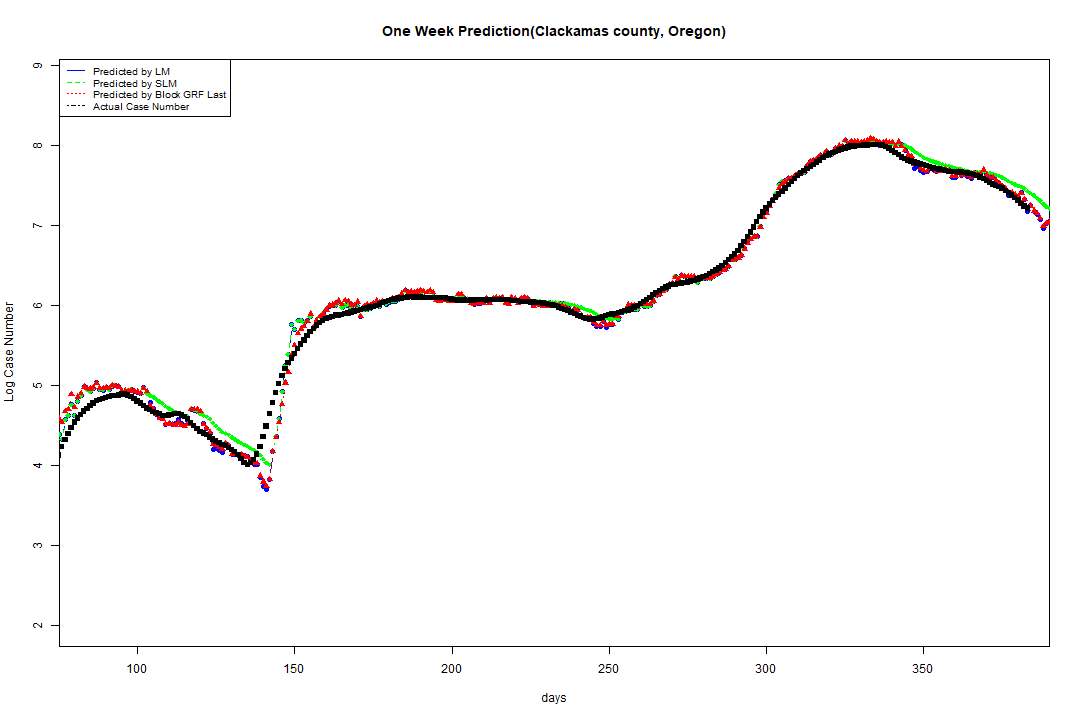 One Week Prediction(Clackamas county, Oregon)
Predicted by LM
Predicted by SLM
Predicted by Block GRF Last
Actual Case Number
Log Case Number
9
8
7
6
5
4
3
2
100 150 200 250 300 350
days